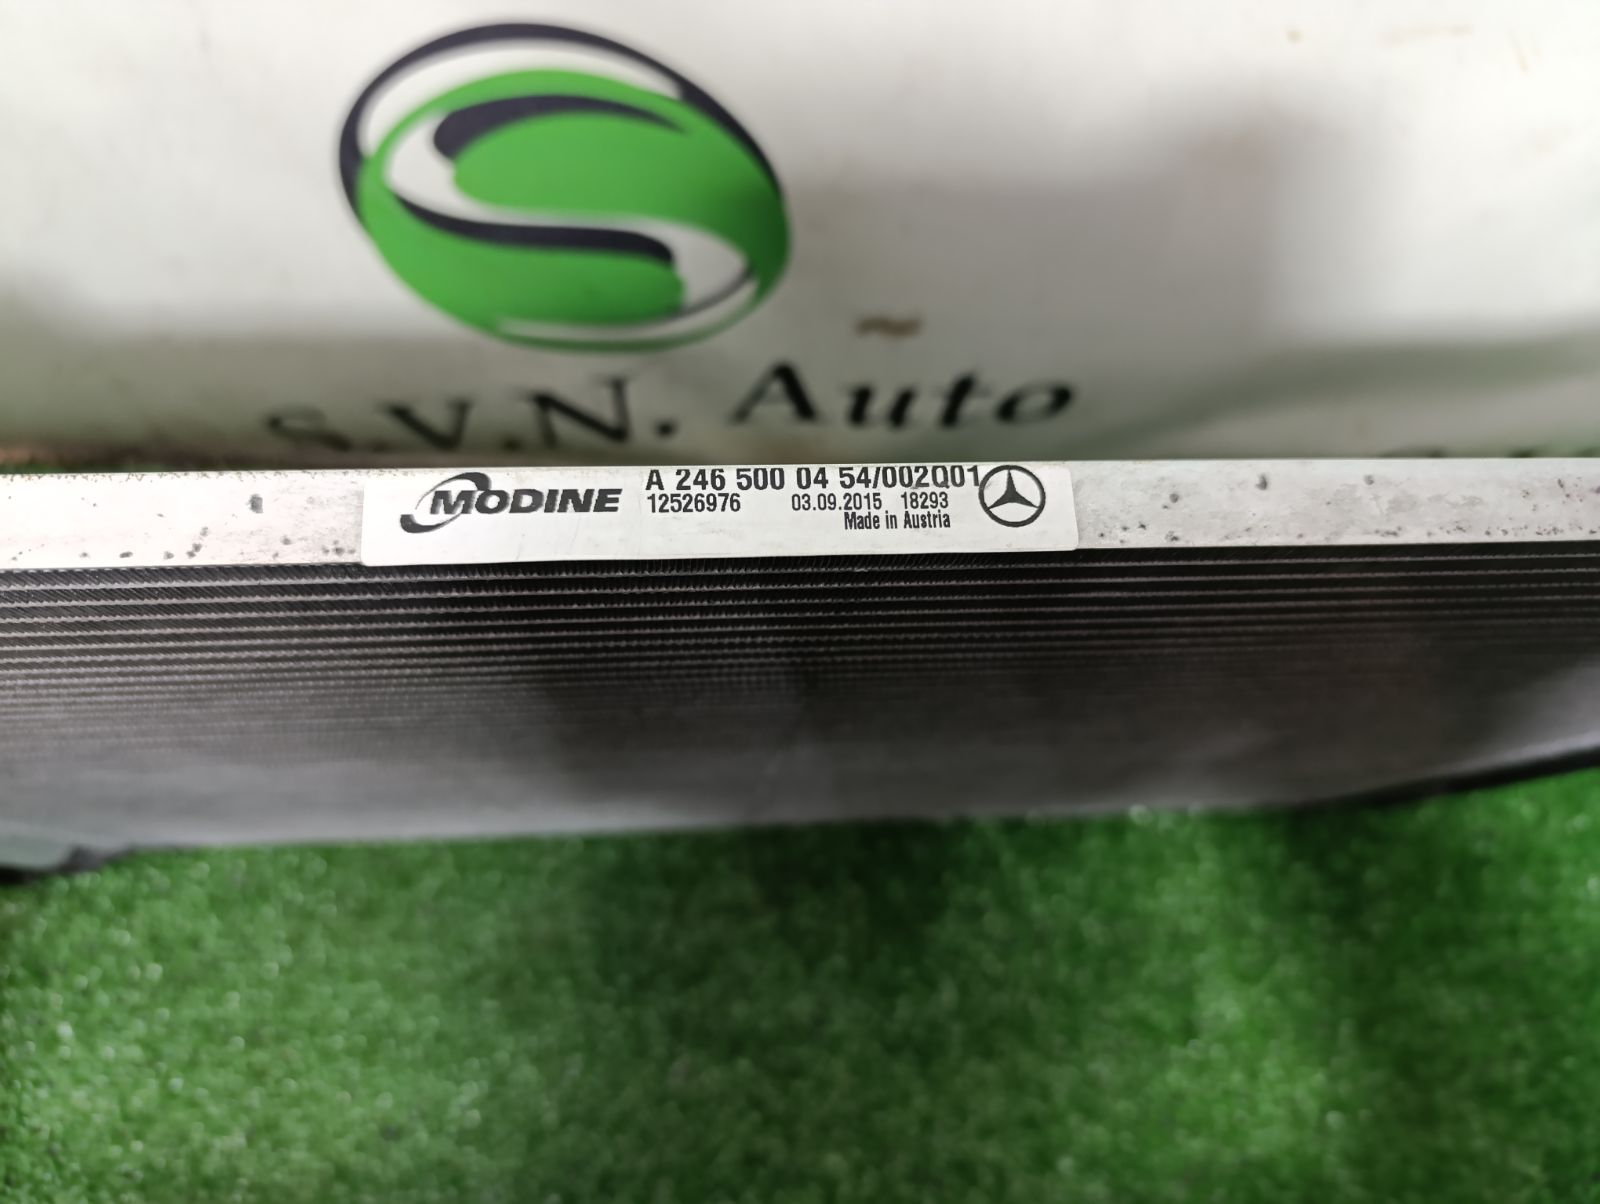 S.V.N. Auto
MODINE
A 246 500 04 54/002Q01
12526976 03.09.2015 18293
Made in Austria